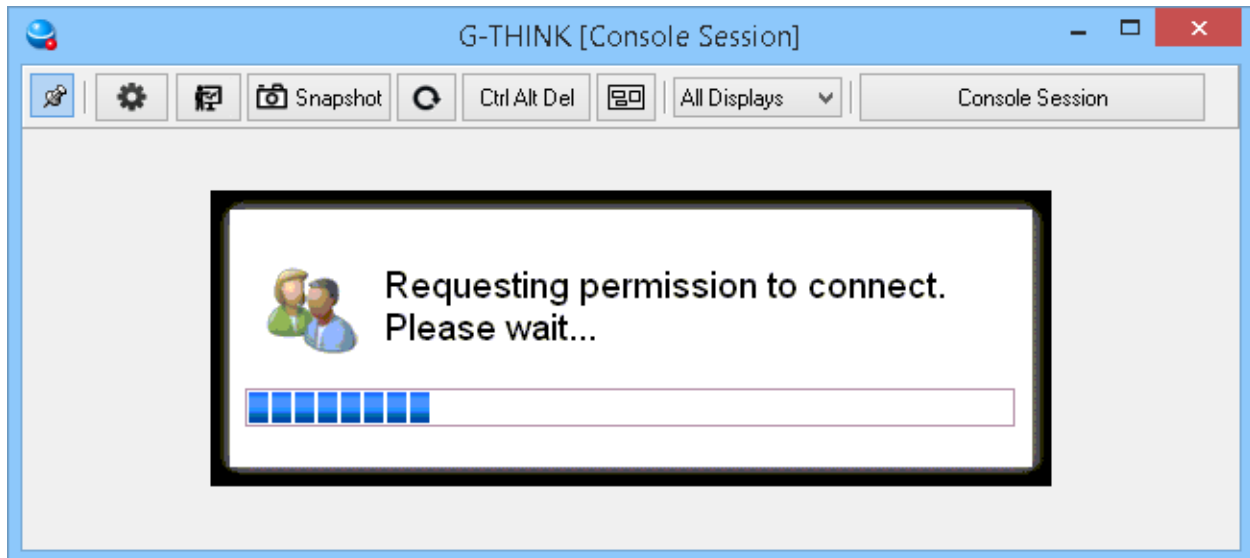 G-THINK [Console Session]
Snapshot Ctrl Alt Del All Displays Console Session
Requesting permission to connect.
Please wait...